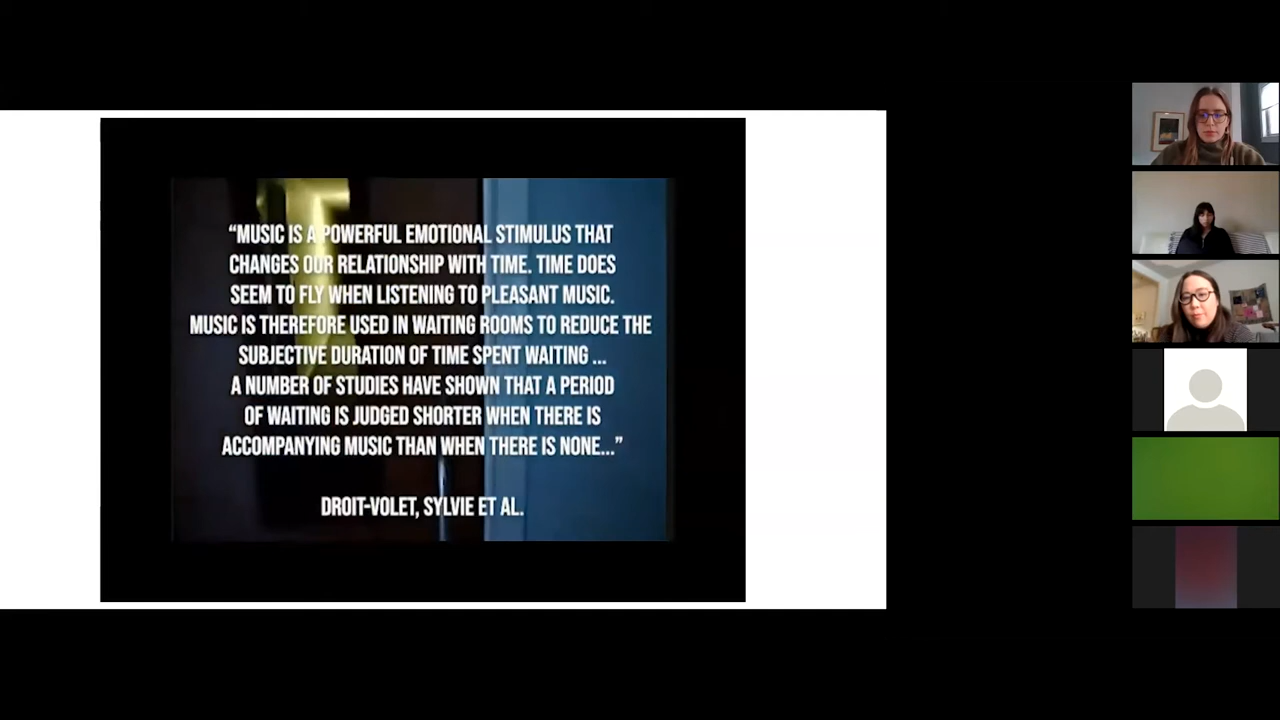 “MUSIC IS A POWERFUL EMOTIONAL STIMULUS THAT
CHANGES OUR RELATIONSHIP WITH TIME. TIME DOES
SEEM TO FLY WHEN LISTENING TO PLEASANT MUSIC.
MUSIC IS THEREFORE USED IN WAITING ROOMS TO REDUCE THE
SUBJECTIVE DURATION OF TIME SPENT WAITING ...
A NUMBER OF STUDIES HAVE SHOWN THAT A PERIOD
OF WAITING IS JUDGED SHORTER WHEN THERE IS
ACCOMPANYING MUSIC THAN WHEN THERE IS NONE...”
DROIT-VOLET, SYLVIE ET AL.